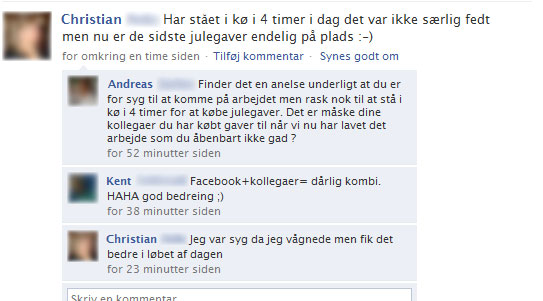 Christian Har stået i kø i 4 timer i dag det var ikke særlig fedt
men nu er de sidste julegaver endelig på plads :-)
for omkring en time siden · Tilføj kommentar · Synes godt om
Andreas Finder det en anelse underligt at du er
for syg til at komme på arbejdet men rask nok til at stå i
kø i 4 timer for at købe julegaver. Det er måske dine
kollegaer du har købt gaver til når vi nu har lavet det
arbejde som du åbenbart ikke gad ?
for 52 minutter siden
Kent Facebook+kollegaer= dårlig kombi.
HAHA god bedreing ;)
for 38 minutter siden
Christian Jeg var syg da jeg vågnede men fik det
bedre i løbet af dagen
for 23 minutter siden
Skriv en kommentar